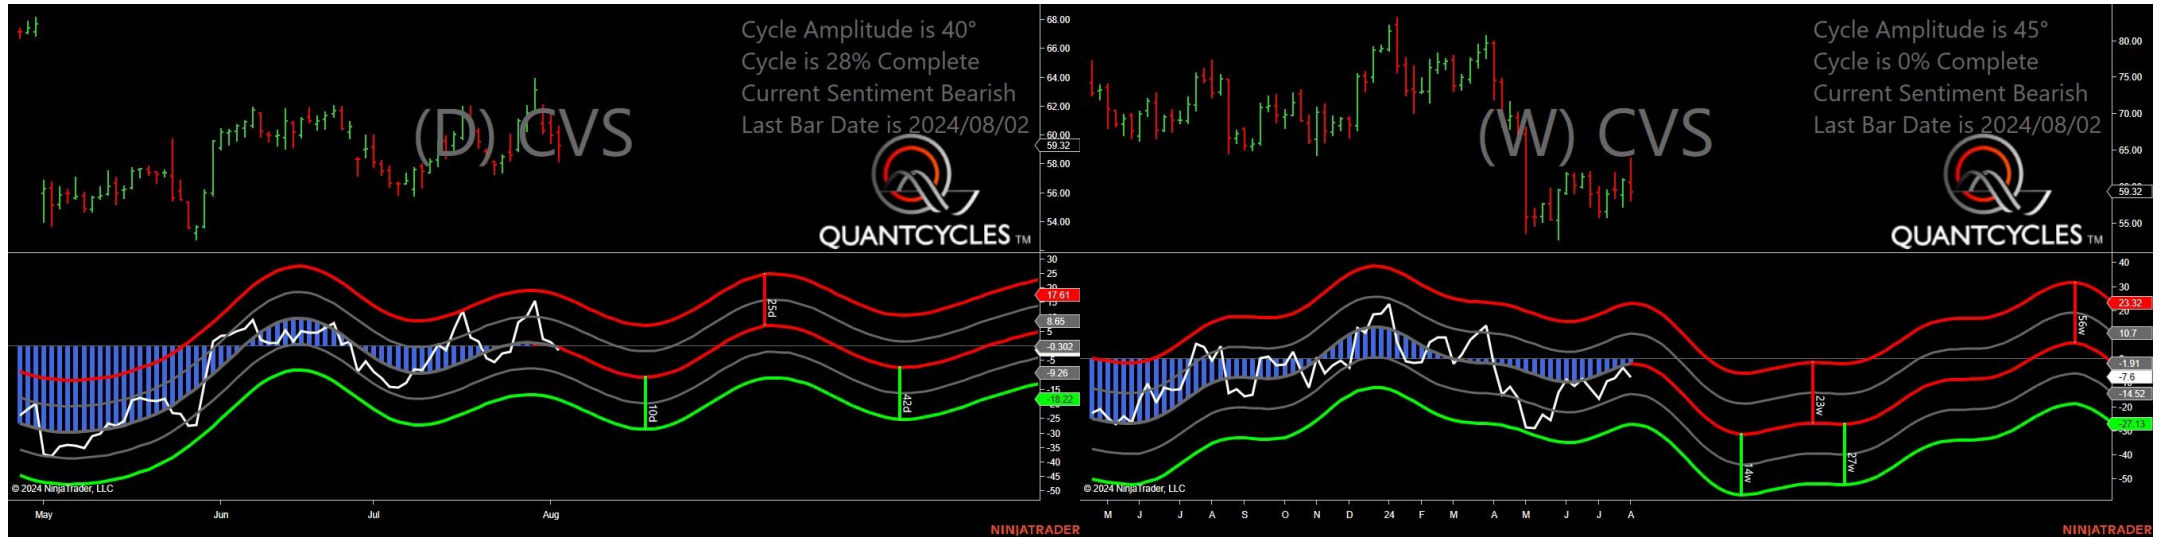 Cycle Amplitude is 40°
Cycle is 28% Complete
Current Sentiment Bearish
Last Bar Date is 2024/08/02
(D) CVS
QUANTCYCLES TM
68.00
66.00
64.00
62.00
60.00
59.32
58.00
56.00
54.00
30
25
17.61
15
8.65
5
-0.302
-5
-9.26
-15
-18.22
-25
-30
-35
-40
-45
-50
25d
10d
42d
© 2024 NinjaTrader, LLC
May Jun Jul Aug
NINJATRADER
Cycle Amplitude is 45°
Cycle is 0% Complete
Current Sentiment Bearish
Last Bar Date is 2024/08/02
(W) CVS
QUANTCYCLES TM
80.00
75.00
70.00
65.00
59.32
55.00
40
30
23.32
20
10.7
-1.91
-7.6
-14.52
-20
-27.13
-40
-50
56w
23w
14w
27w
© 2024 NinjaTrader, LLC
M J J A S O N D 24 F M A M J J A
NINJATRADER